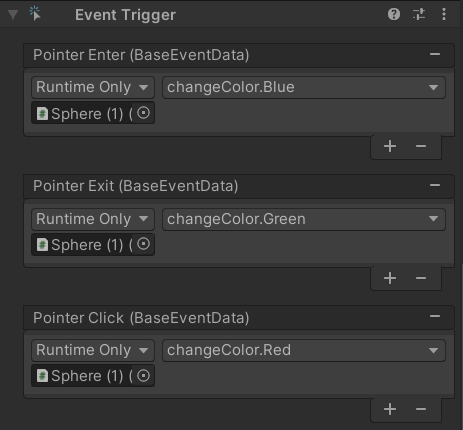 Event Trigger
Pointer Enter (BaseEventData)
Runtime Only changeColor.Blue
Sphere (1) (
Pointer Exit (BaseEventData)
Runtime Only changeColor.Green
Sphere (1) (
Pointer Click (BaseEventData)
Runtime Only changeColor.Red
Sphere (1) (